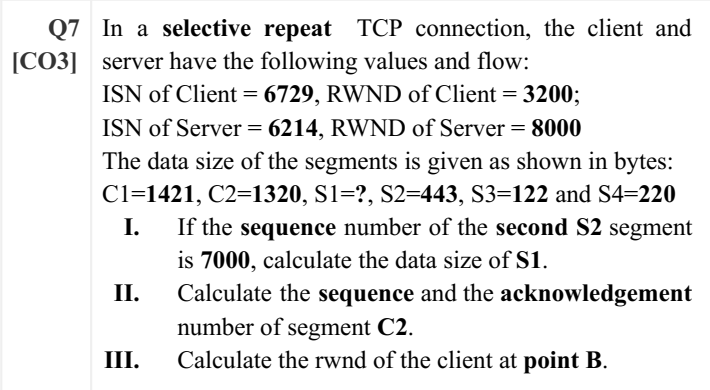 Q7 In a selective repeat TCP connection, the client and
[CO3] server have the following values and flow:
ISN of Client = 6729, RWND of Client = 3200;
ISN of Server = 6214, RWND of Server = 8000
The data size of the segments is given as shown in bytes:
C1=1421, C2=1320, S1=?, S2=443, S3=122 and S4=220
I. If the sequence number of the second S2 segment
is 7000, calculate the data size of S1.
II. Calculate the sequence and the acknowledgement
number of segment C2.
III. Calculate the rwnd of the client at point B.